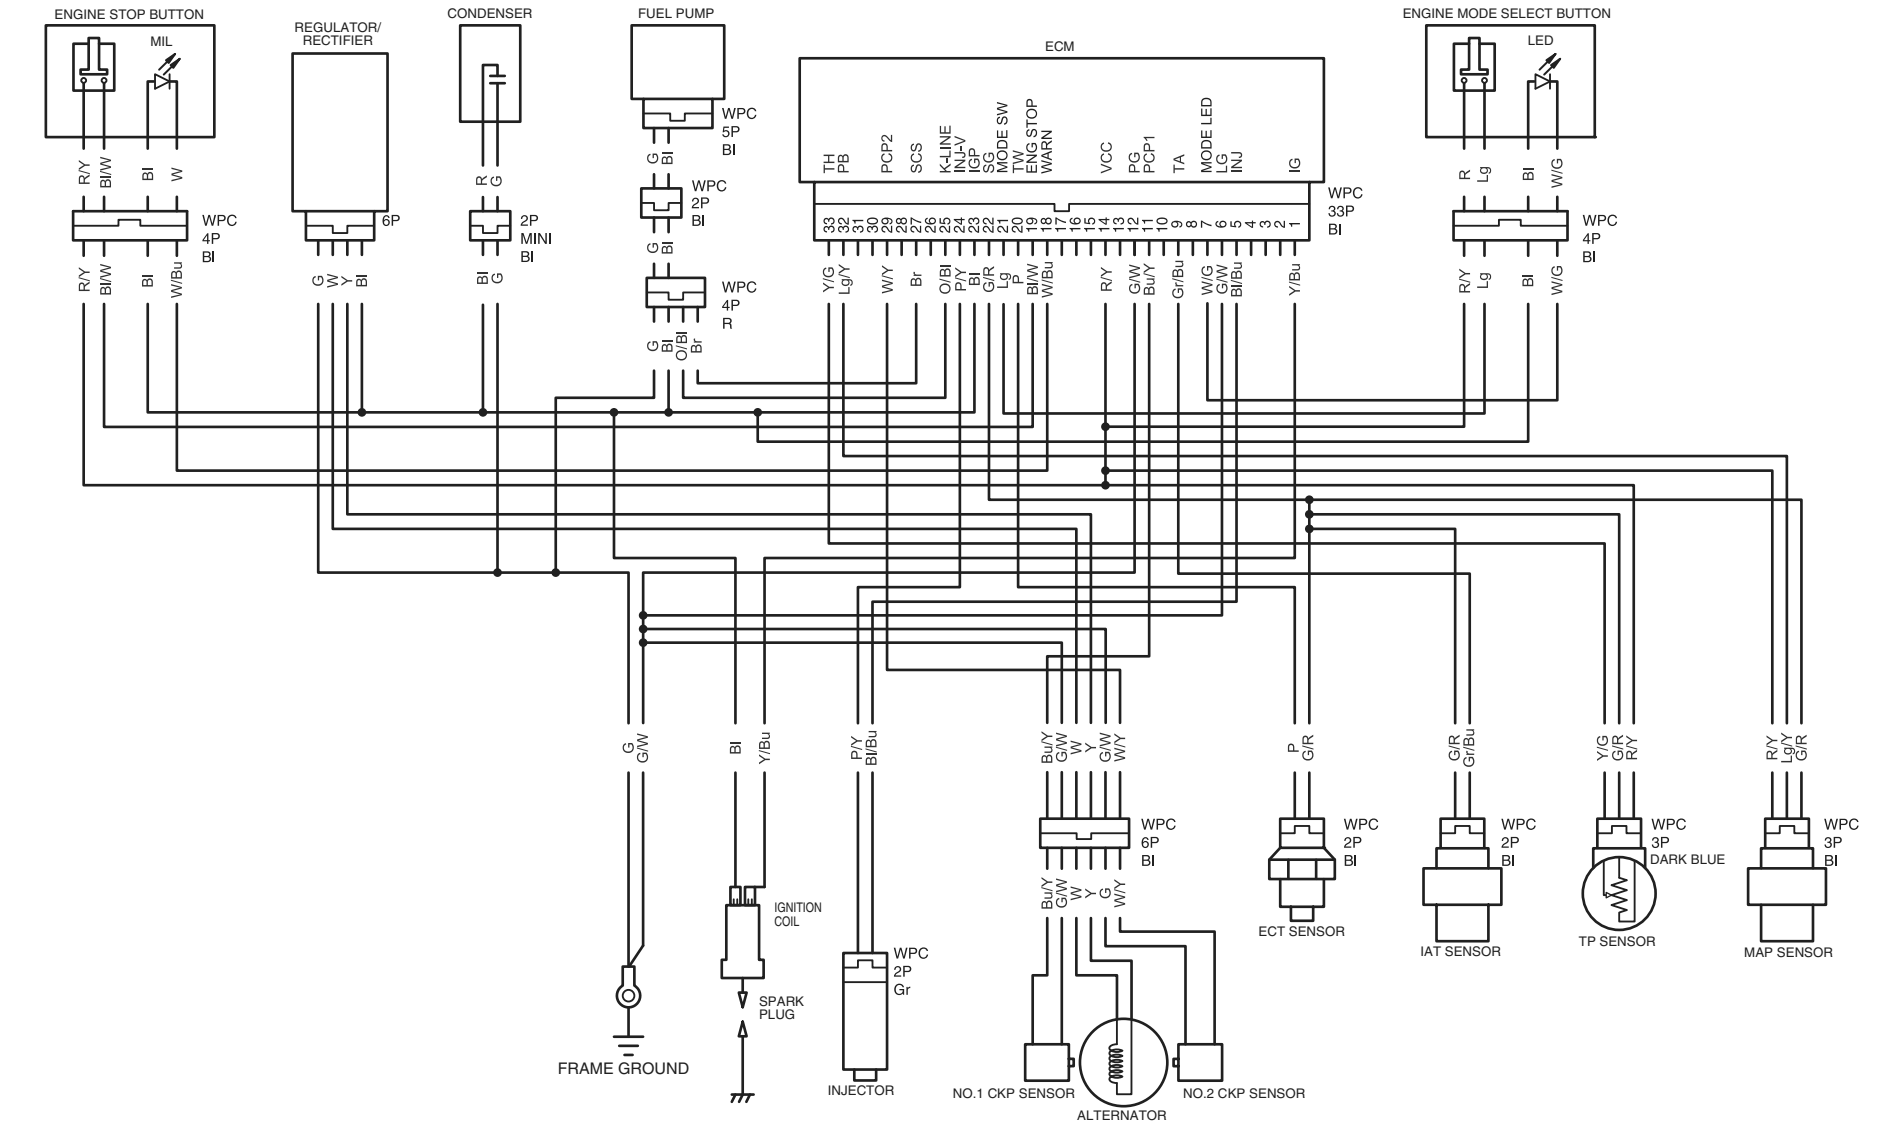 ENGINE STOP BUTTON
MIL
REGULATOR/
RECTIFIER
CONDENSER
FUEL PUMP
ECM
ENGINE MODE SELECT BUTTON
LED
WPC
5P
Bl
G
Bl
WPC
2P
Bl
G
Bl
WPC
4P
R
G
Bl
O/Bl
Br
R/Y
Bl/W
Bl
W
WPC
4P
Bl
R/Y
Bl/W
Bl
W/Bu
6P
G
W
Y
Bl
R
G
2P
MINI
Bl
Bl
G
TH
PB
PCP2
SCS
K-LINE
INJ-V
IGP
SG
MODE SW
TW
ENG STOP
WARN
VCC
PG
PCP1
TA
MODE LED
LG
INJ
IG
WPC
33P
Bl
33
32
31
30
29
28
27
26
25
24
23
22
21
20
19
18
17
16
15
14
13
12
11
10
9
8
7
6
5
4
3
2
1
Y/G
Lg/Y
W/Y
Br
O/Bl
P/Y
Bl
G/R
Lg
P
Bl/W
W/Bu
R/Y
G/W
Bu/Y
Gr/Bu
W/G
G/W
Bl/Bu
Y/Bu
R
Lg
Bl
W/G
WPC
4P
Bl
R/Y
Lg
Bl
W/G
G
G/W
Bl
Y/Bu
P/Y
Bl/Bu
Bu/Y
G/W
W
Y
G/W
W/Y
P
G/R
G/R
Gr/Bu
Y/G
G/R
R/Y
R/Y
Lg/Y
G/R
WPC
6P
Bl
Bu/Y
G/W
W
Y
G
W/Y
WPC
2P
Bl
ECT SENSOR
WPC
2P
Bl
IAT SENSOR
WPC
3P
DARK BLUE
TP SENSOR
WPC
3P
Bl
MAP SENSOR
IGNITION
COIL
SPARK
PLUG
WPC
2P
Gr
INJECTOR
FRAME GROUND
NO.1 CKP SENSOR
ALTERNATOR
NO.2 CKP SENSOR